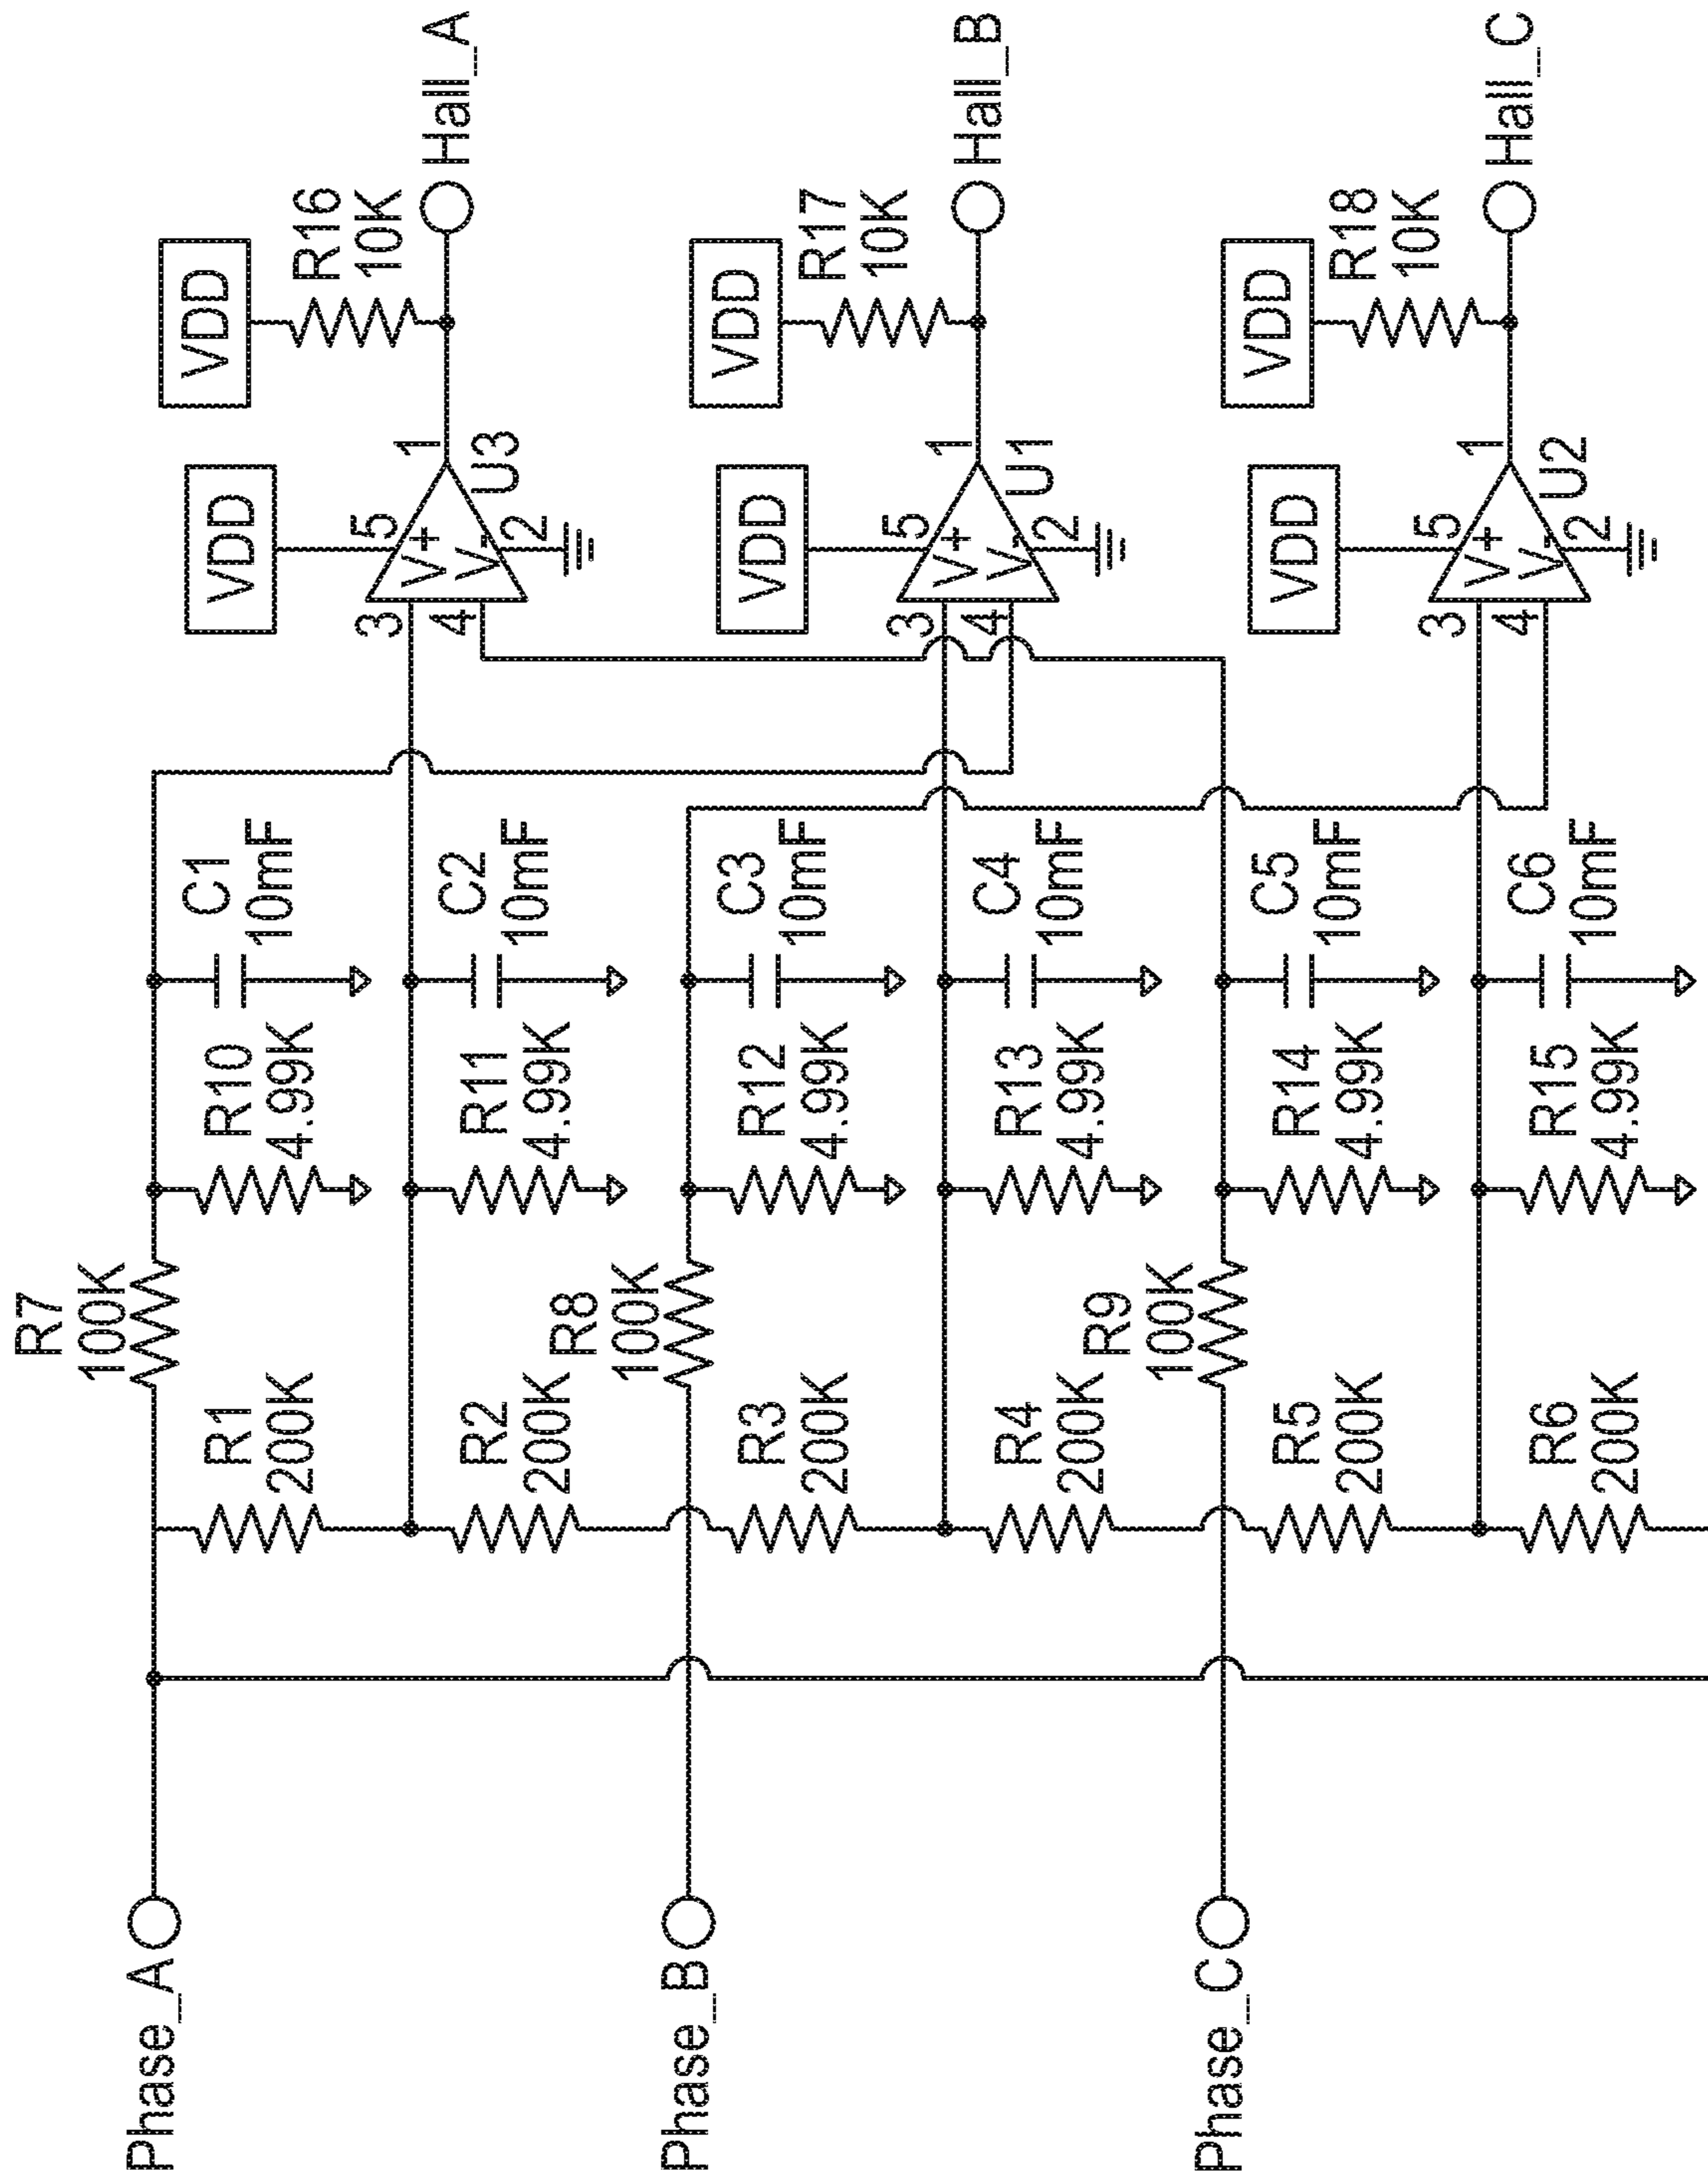 Phase_A
R7
100K
R1
200K
R10
4.99K
C1
10mF
VDD
VDD
R16
10K
3
4
5
V+
V-
2
1
U3
Hall_A
R2
200K
R11
4.99K
C2
10mF
Phase_B
R8
100K
R3
200K
R12
4.99K
C3
10mF
VDD
VDD
R17
10K
3
4
5
V+
V-
2
1
U1
Hall_B
R4
200K
R13
4.99K
C4
10mF
Phase_C
R9
100K
R5
200K
R14
4.99K
C5
10mF
VDD
VDD
R18
10K
3
4
5
V+
V-
2
1
U2
Hall_C
R6
200K
R15
4.99K
C6
10mF